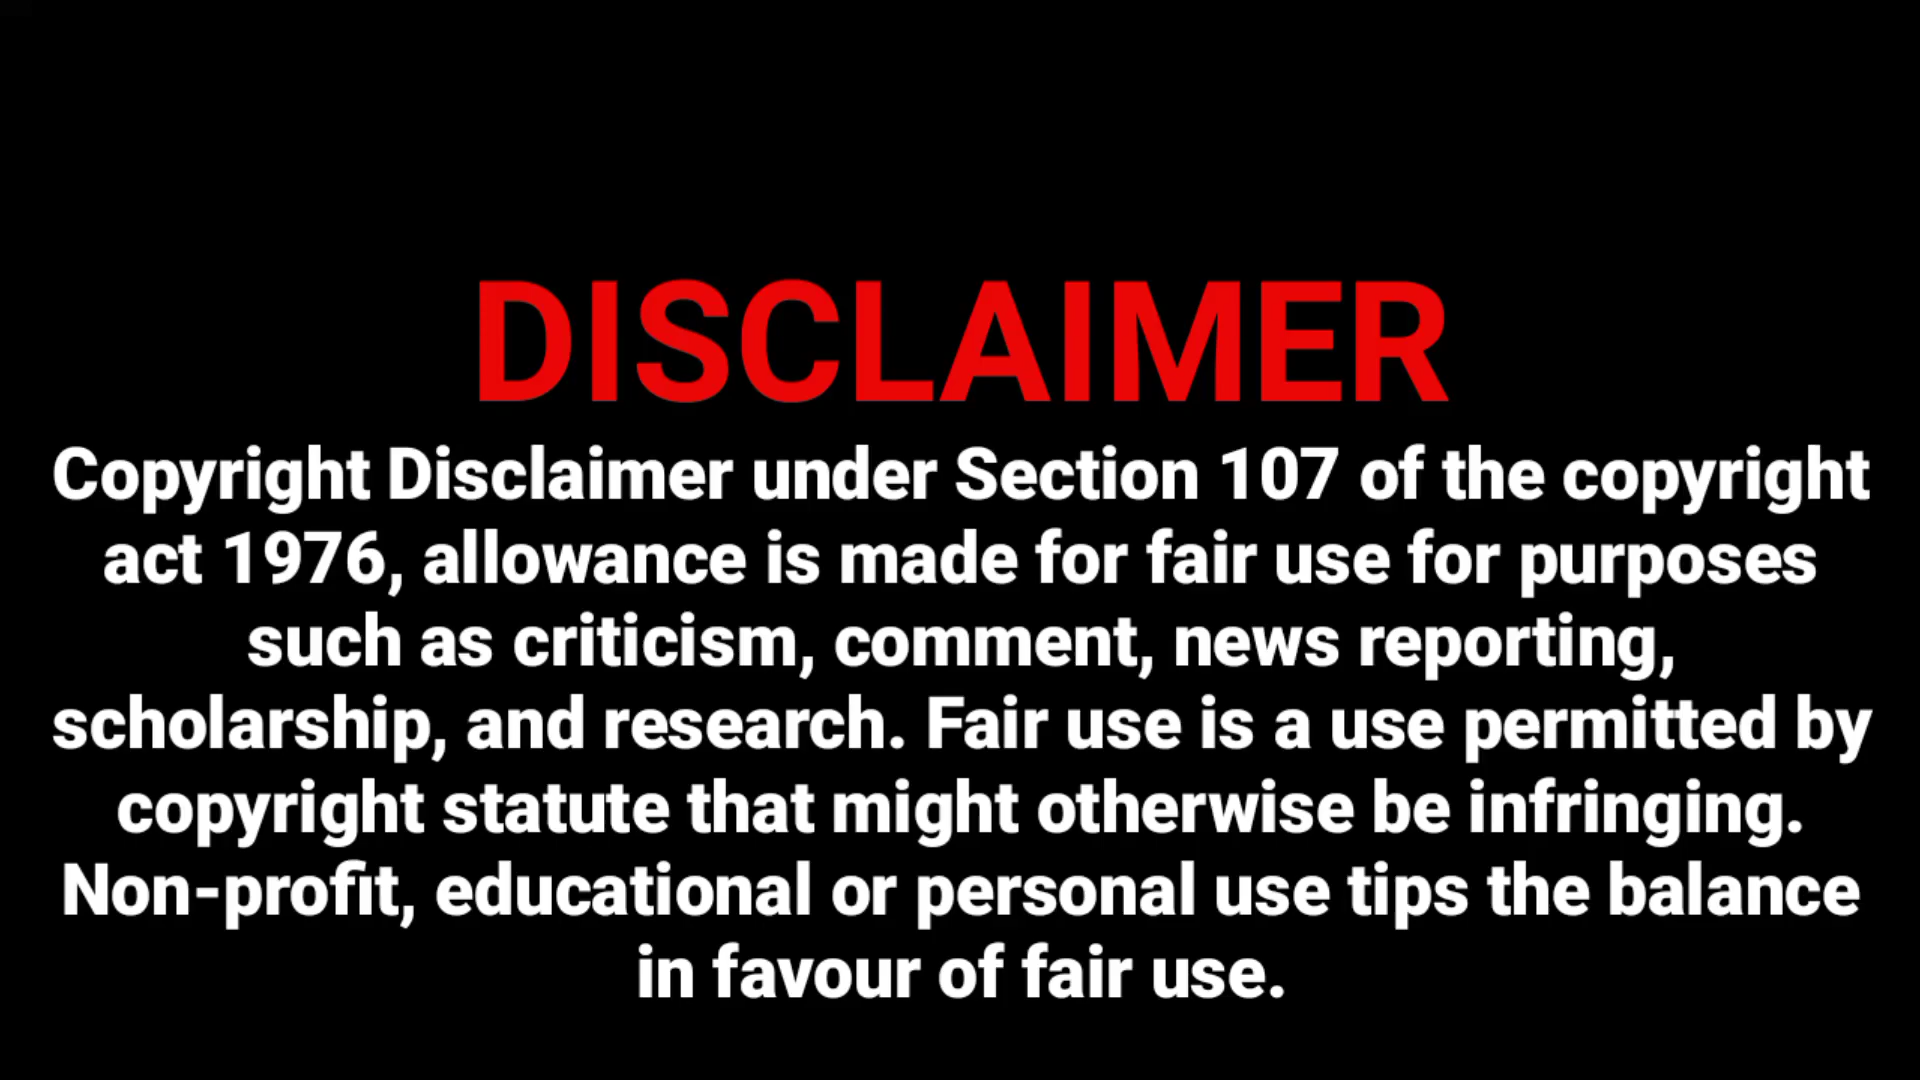 DISCLAIMER
Copyright Disclaimer under Section 107 of the copyright
act 1976, allowance is made for fair use for purposes
such as criticism, comment, news reporting,
scholarship, and research. Fair use is a use permitted by
copyright statute that might otherwise be infringing.
Non-profit, educational or personal use tips the balance
in favour of fair use.